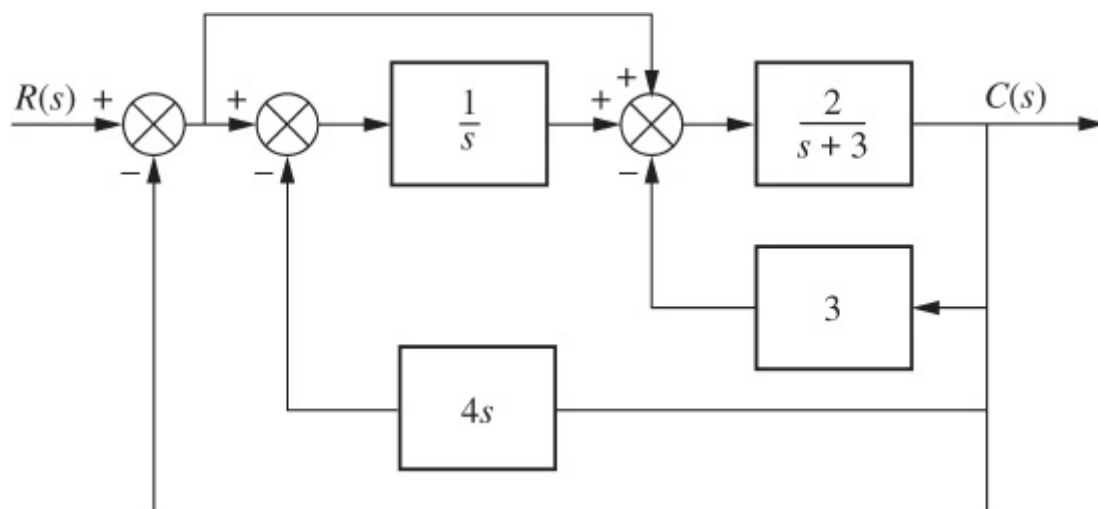 R(s) + + 1/s + + 2/(s + 3) C(s)
− − −
3
4s